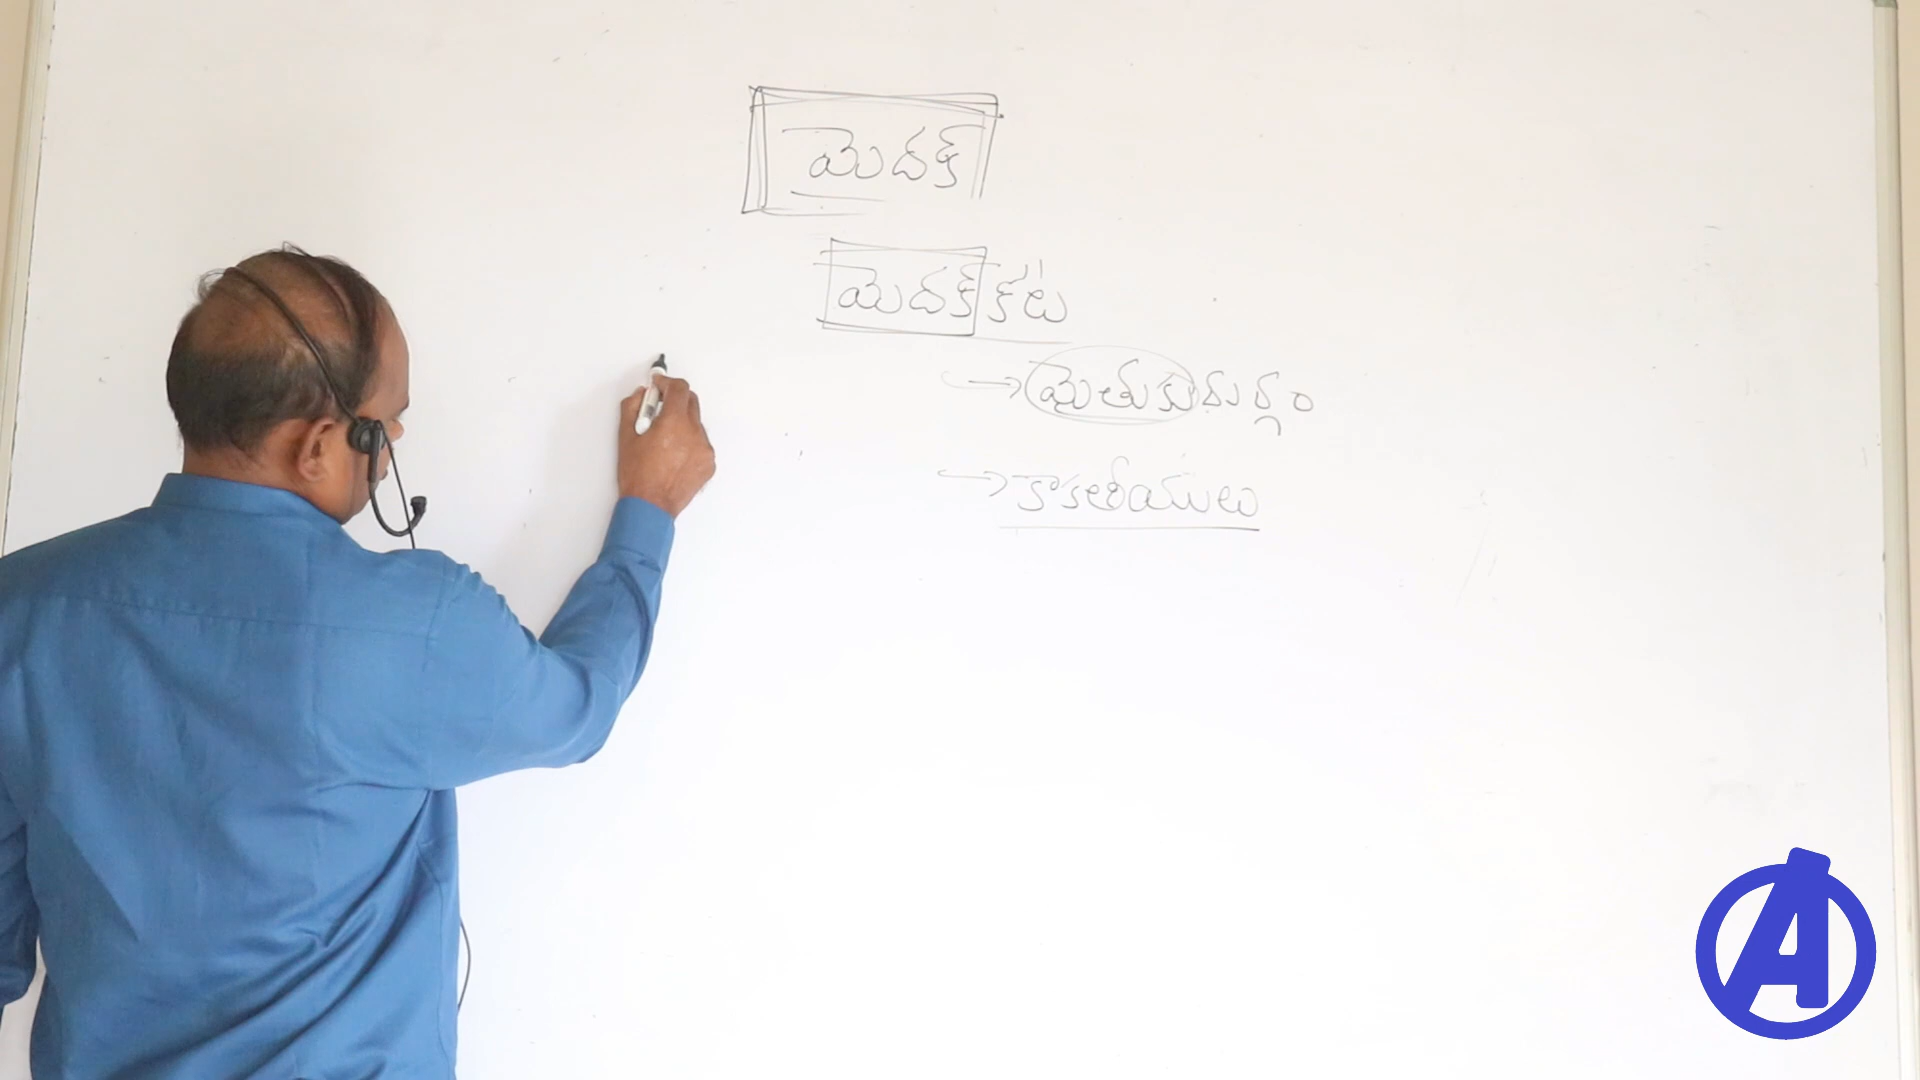 మెదక్
మెదక్ కోట
→ మెతుకుదుర్గం
→ కాకతీయులు
A